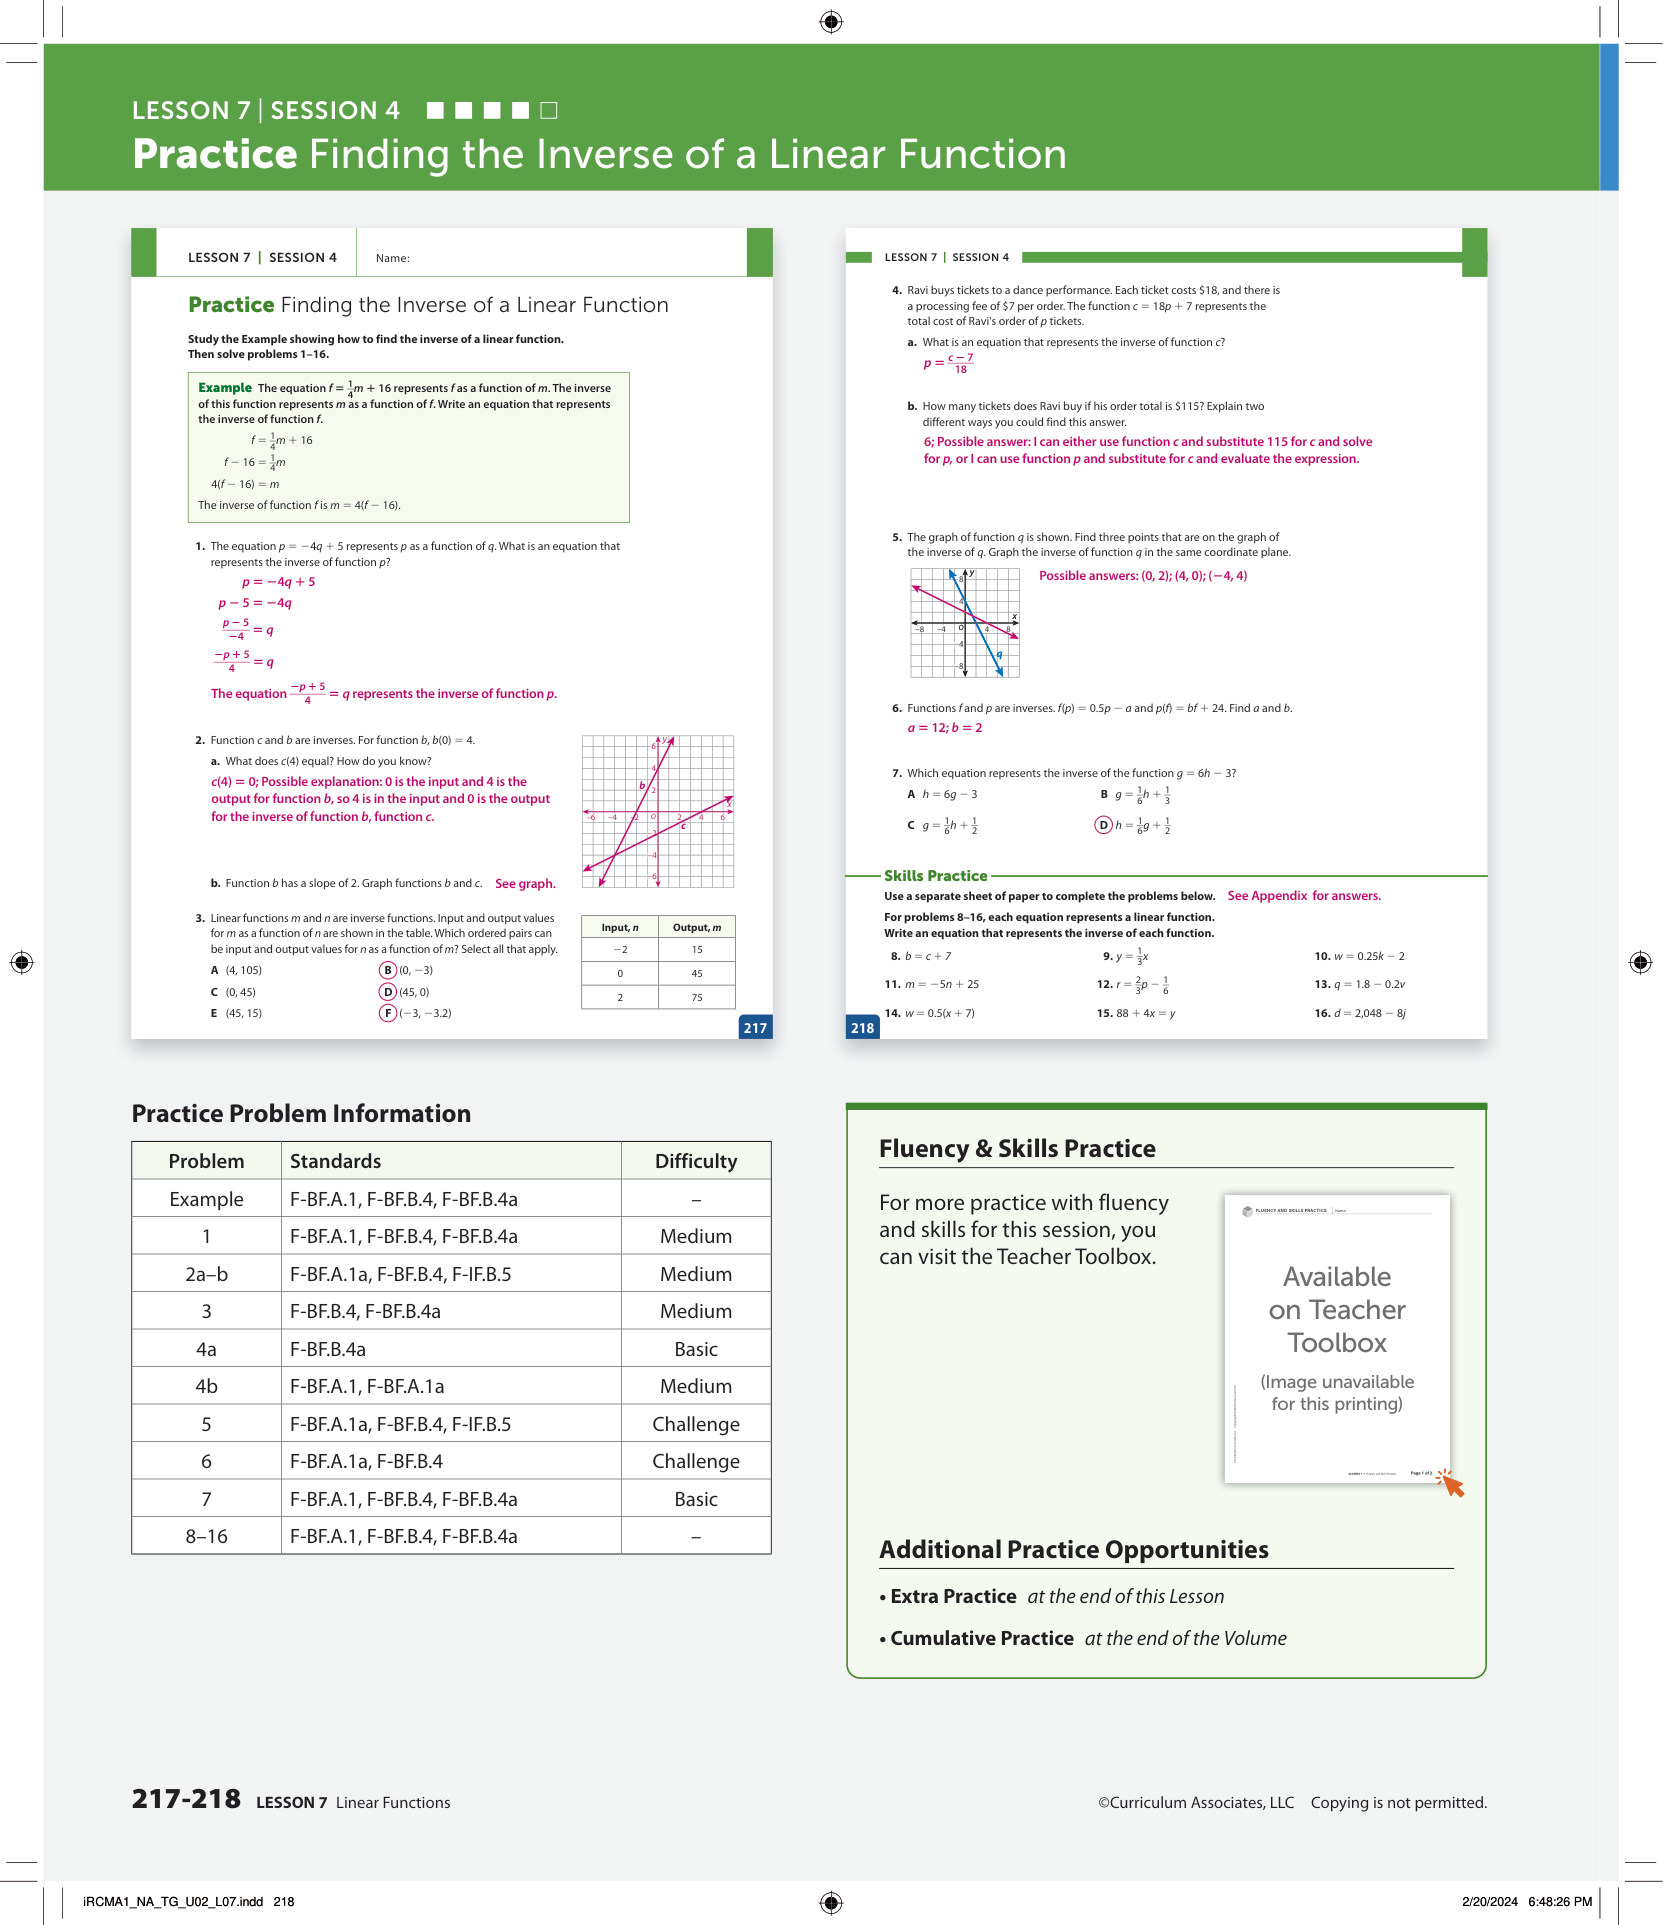 LESSON 7 | SESSION 4
Practice Finding the Inverse of a Linear Function
LESSON 7 | SESSION 4
Name:
Practice Finding the Inverse of a Linear Function
Study the Example showing how to find the inverse of a linear function.
Then solve problems 1–16.
Example The equation f = 1/4 m + 16 represents f as a function of m. The inverse
of this function represents m as a function of f. Write an equation that represents
the inverse of function f.
f = 1/4 m + 16
f − 16 = 1/4 m
4(f − 16) = m
The inverse of function f is m = 4(f − 16).
1. The equation p = −4q + 5 represents p as a function of q. What is an equation that
represents the inverse of function p?
p = −4q + 5
p − 5 = −4q
(p − 5)/−4 = q
(−p + 5)/4 = q
The equation (−p + 5)/4 = q represents the inverse of function p.
2. Function c and b are inverses. For function b, b(0) = 4.
a. What does c(4) equal? How do you know?
c(4) = 0; Possible explanation: 0 is the input and 4 is the
output for function b, so 4 is in the input and 0 is the output
for the inverse of function b, function c.
b. Function b has a slope of 2. Graph functions b and c. See graph.
y
6
4
b
2
x
−6 −4 −2 O 2 4 6
−2
c
−4
−6
3. Linear functions m and n are inverse functions. Input and output values
for m as a function of n are shown in the table. Which ordered pairs can
be input and output values for n as a function of m? Select all that apply.
A (4, 105)
B (0, −3)
C (0, 45)
D (45, 0)
E (45, 15)
F (−3, −3.2)
Input, n Output, m
−2 15
0 45
2 75
217
LESSON 7 | SESSION 4
4. Ravi buys tickets to a dance performance. Each ticket costs $18, and there is
a processing fee of $7 per order. The function c = 18p + 7 represents the
total cost of Ravi's order of p tickets.
a. What is an equation that represents the inverse of function c?
p = (c − 7)/18
b. How many tickets does Ravi buy if his order total is $115? Explain two
different ways you could find this answer.
6; Possible answer: I can either use function c and substitute 115 for c and solve
for p, or I can use function p and substitute for c and evaluate the expression.
5. The graph of function q is shown. Find three points that are on the graph of
the inverse of q. Graph the inverse of function q in the same coordinate plane.
Possible answers: (0, 2); (4, 0); (−4, 4)
y
8
4
x
−8 −4 O 4 8
−4
q
−8
6. Functions f and p are inverses. f(p) = 0.5p − a and p(f) = bf + 24. Find a and b.
a = 12; b = 2
7. Which equation represents the inverse of the function g = 6h − 3?
A h = 6g − 3
B g = 1/6 h + 1/3
C g = 1/6 h + 1/2
D h = 1/6 g + 1/2
Skills Practice
Use a separate sheet of paper to complete the problems below. See Appendix for answers.
For problems 8–16, each equation represents a linear function.
Write an equation that represents the inverse of each function.
8. b = c + 7
9. y = 1/3 x
10. w = 0.25k − 2
11. m = −5n + 25
12. r = 2/3 p − 1/6
13. q = 1.8 − 0.2v
14. w = 0.5(x + 7)
15. 88 + 4x = y
16. d = 2,048 − 8j
218
Practice Problem Information
Problem Standards Difficulty
Example F-BF.A.1, F-BF.B.4, F-BF.B.4a –
1 F-BF.A.1, F-BF.B.4, F-BF.B.4a Medium
2a–b F-BF.A.1a, F-BF.B.4, F-IF.B.5 Medium
3 F-BF.B.4, F-BF.B.4a Medium
4a F-BF.B.4a Basic
4b F-BF.A.1, F-BF.A.1a Medium
5 F-BF.A.1a, F-BF.B.4, F-IF.B.5 Challenge
6 F-BF.A.1a, F-BF.B.4 Challenge
7 F-BF.A.1, F-BF.B.4, F-BF.B.4a Basic
8–16 F-BF.A.1, F-BF.B.4, F-BF.B.4a –
Fluency & Skills Practice
For more practice with fluency
and skills for this session, you
can visit the Teacher Toolbox.
FLUENCY AND SKILLS PRACTICE | Name:
Available
on Teacher
Toolbox
(Image unavailable
for this printing)
Page 1 of 2
Additional Practice Opportunities
• Extra Practice at the end of this Lesson
• Cumulative Practice at the end of the Volume
217-218 LESSON 7 Linear Functions
©Curriculum Associates, LLC Copying is not permitted.
iRCMA1_NA_TG_U02_L07.indd 218
2/20/2024 6:48:26 PM